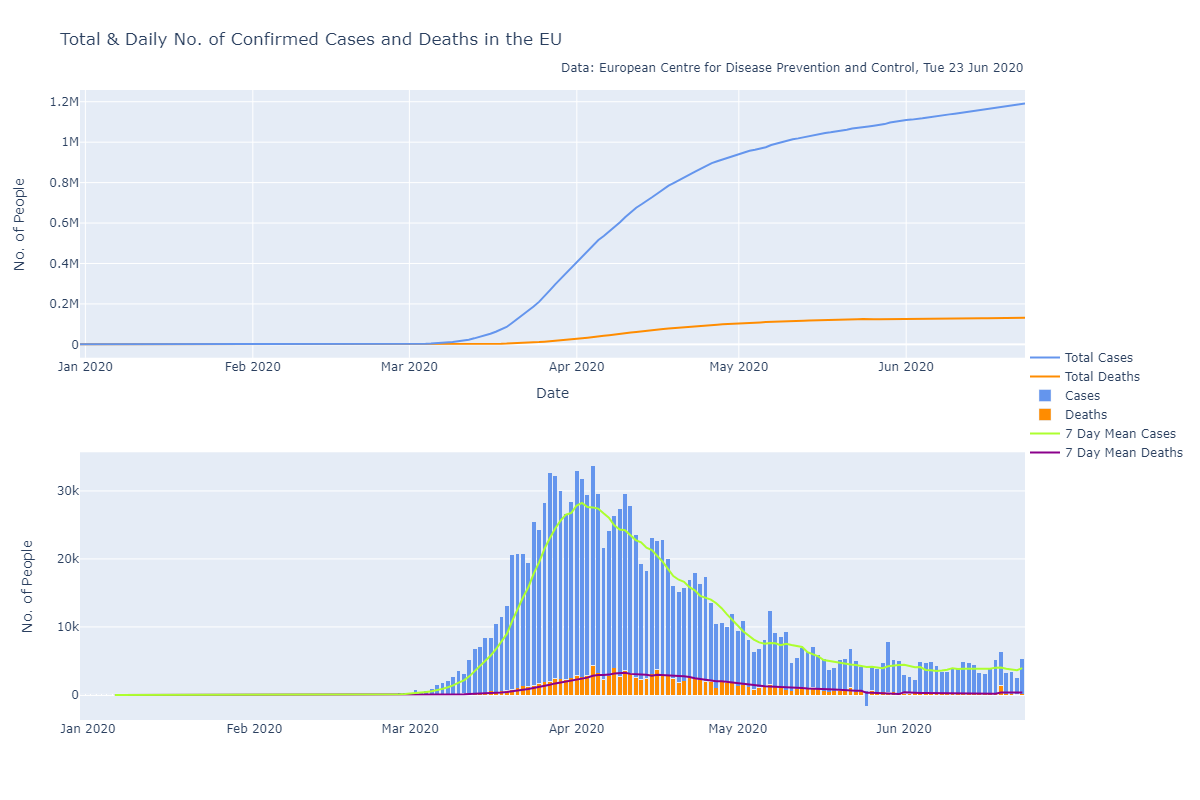 Total & Daily No. of Confirmed Cases and Deaths in the EU
Data: European Centre for Disease Prevention and Control, Tue 23 Jun 2020
No. of People
1.2M
1M
0.8M
0.6M
0.4M
0.2M
0
Jan 2020 Feb 2020 Mar 2020 Apr 2020 May 2020 Jun 2020
Date
Total Cases
Total Deaths
Cases
Deaths
7 Day Mean Cases
7 Day Mean Deaths
No. of People
30k
20k
10k
0
Jan 2020 Feb 2020 Mar 2020 Apr 2020 May 2020 Jun 2020